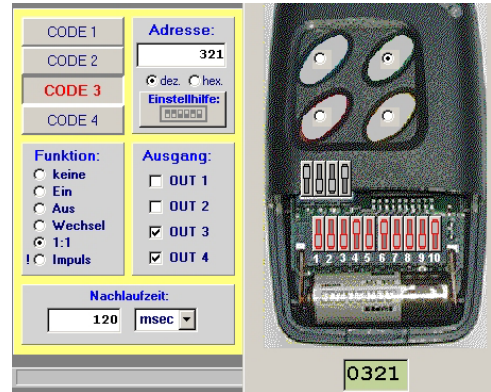 CODE 1
CODE 2
CODE 3
CODE 4
Adresse:
321
dez. hex.
Einstellhilfe:
Funktion:
keine
Ein
Aus
Wechsel
1:1
! Impuls
Ausgang:
OUT 1
OUT 2
OUT 3
OUT 4
Nachlaufzeit:
120 msec
1 2 3 4 5 6 7 8 9 10
0321